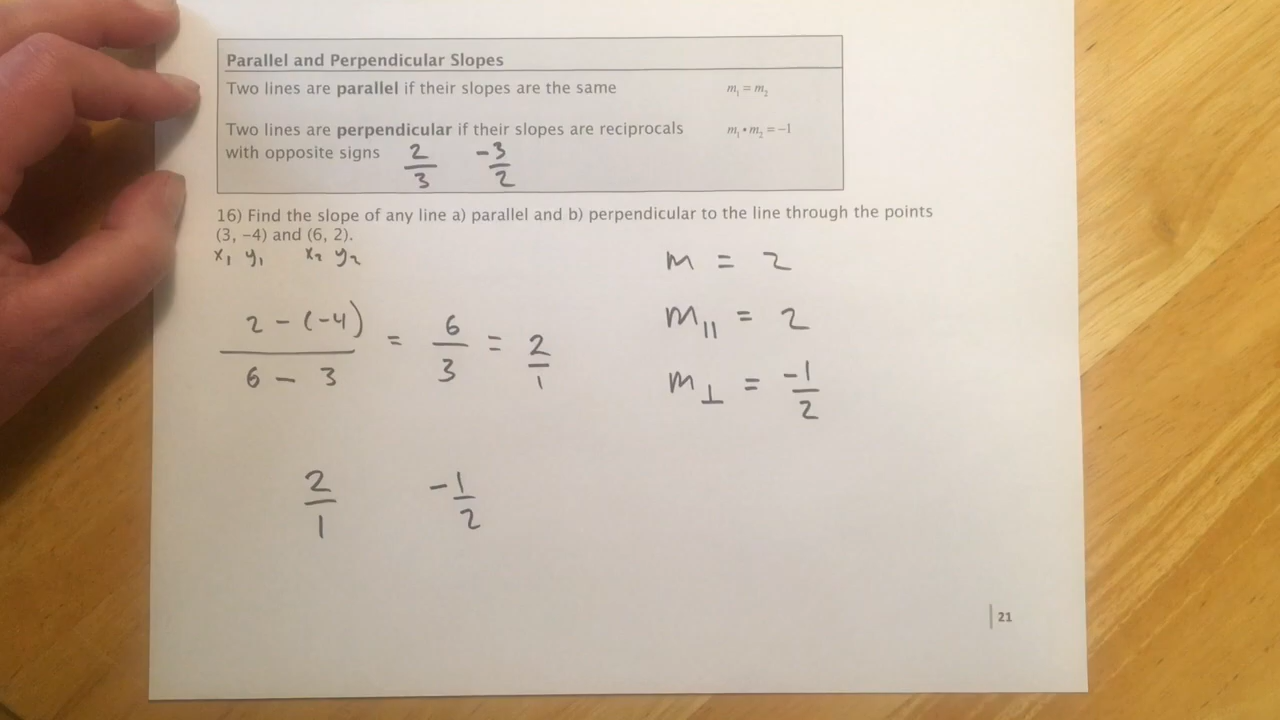 Parallel and Perpendicular Slopes
Two lines are parallel if their slopes are the same m₁ = m₂
Two lines are perpendicular if their slopes are reciprocals m₁ • m₂ = −1
with opposite signs 2/3 -3/2
16) Find the slope of any line a) parallel and b) perpendicular to the line through the points
(3, −4) and (6, 2).
x₁ y₁ x₂ y₂
m = 2
(2 - (-4))/(6 - 3) = 6/3 = 2/1
m∥ = 2
m⊥ = -1/2
2/1 -1/2
21